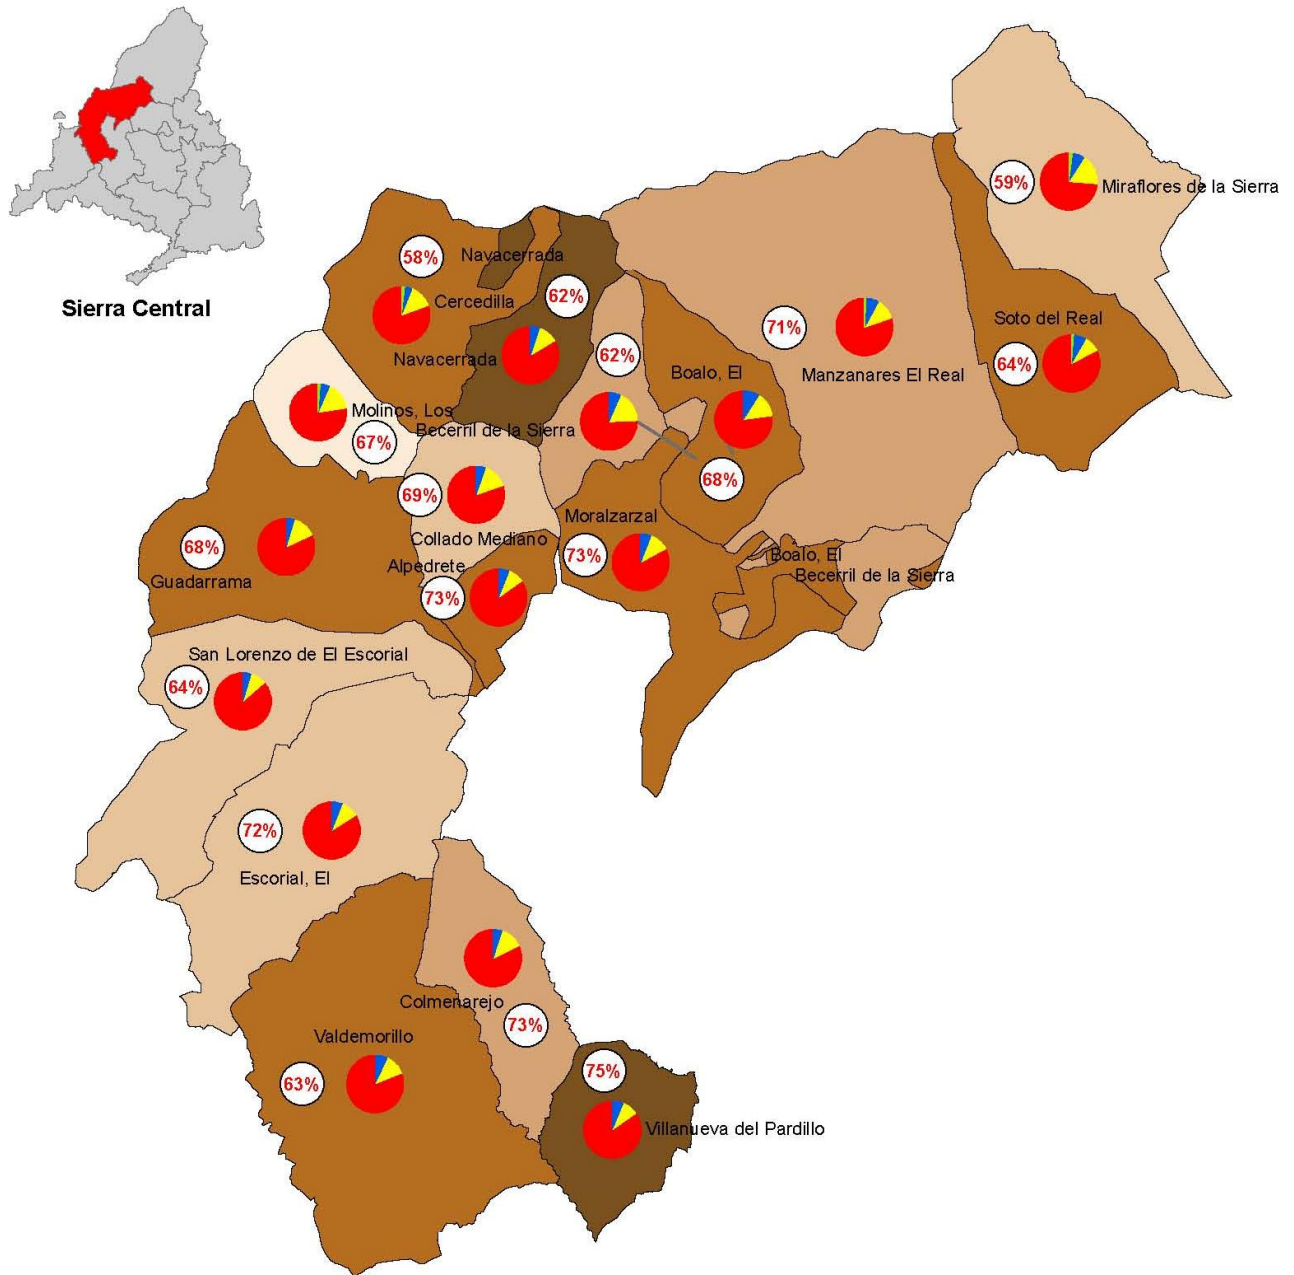 Sierra Central
59%
Miraflores de la Sierra
58%
Navacerrada
62%
Cercedilla
71%
Soto del Real
Navacerrada
62%
Boalo, El
Manzanares El Real
64%
Molinos, Los
Becerril de la Sierra
67%
69%
68%
Moralzarzal
Collado Mediano
68%
73%
Boalo, El
Alpedrete
Becerril de la Sierra
Guadarrama
73%
San Lorenzo de El Escorial
64%
72%
Escorial, El
Colmenarejo
73%
Valdemorillo
75%
63%
Villanueva del Pardillo